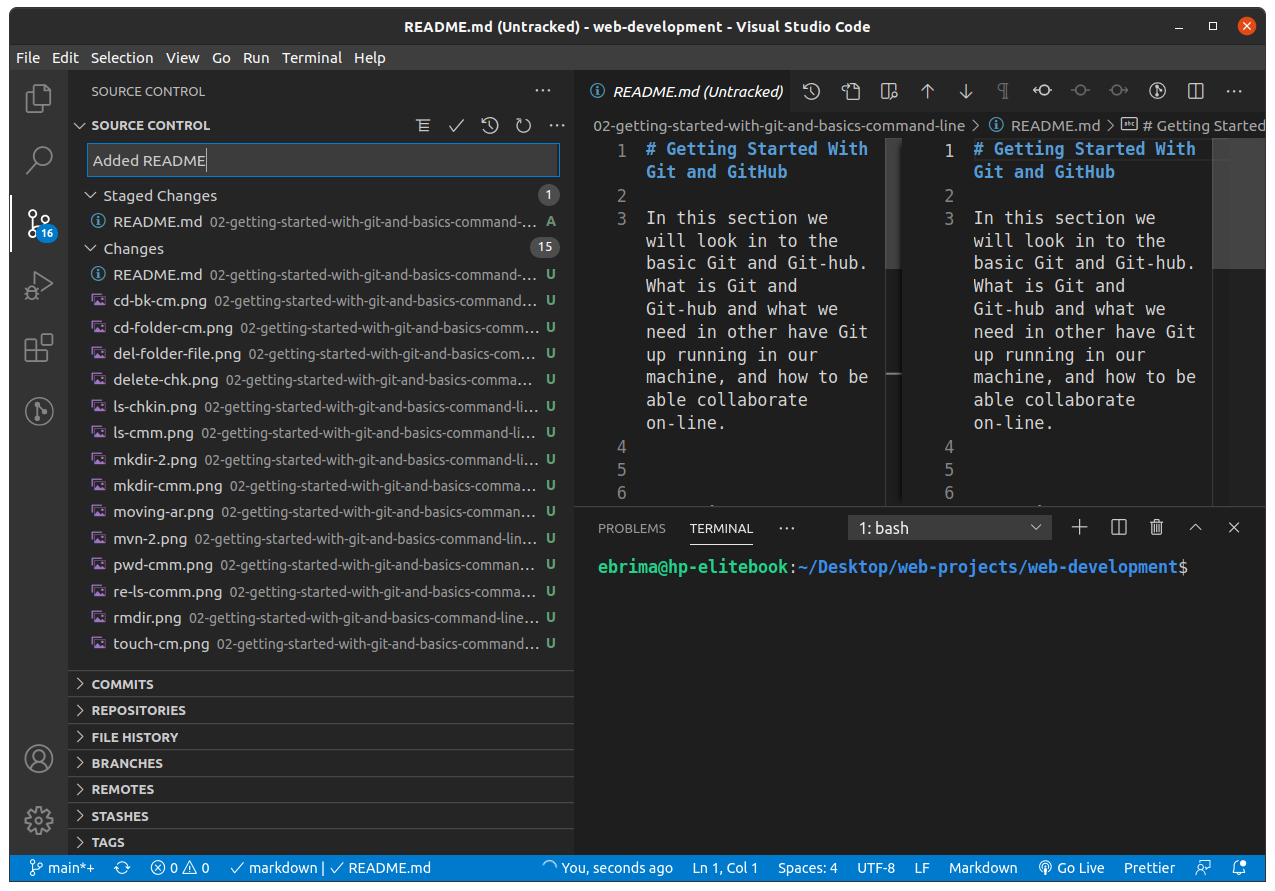 README.md (Untracked) - web-development - Visual Studio Code
File Edit Selection View Go Run Terminal Help
SOURCE CONTROL
SOURCE CONTROL
Added README
Staged Changes 1
README.md 02-getting-started-with-git-and-basics-command-... A
Changes 15
README.md 02-getting-started-with-git-and-basics-command-... U
cd-bk-cm.png 02-getting-started-with-git-and-basics-command... U
cd-folder-cm.png 02-getting-started-with-git-and-basics-comm... U
del-folder-file.png 02-getting-started-with-git-and-basics-com... U
delete-chk.png 02-getting-started-with-git-and-basics-comma... U
ls-chkin.png 02-getting-started-with-git-and-basics-command-li... U
ls-cmm.png 02-getting-started-with-git-and-basics-command-li... U
mkdir-2.png 02-getting-started-with-git-and-basics-command-li... U
mkdir-cmm.png 02-getting-started-with-git-and-basics-comma... U
moving-ar.png 02-getting-started-with-git-and-basics-comman... U
mvn-2.png 02-getting-started-with-git-and-basics-command-lin... U
pwd-cmm.png 02-getting-started-with-git-and-basics-comman... U
re-ls-comm.png 02-getting-started-with-git-and-basics-comma... U
rmdir.png 02-getting-started-with-git-and-basics-command-line... U
touch-cm.png 02-getting-started-with-git-and-basics-command... U
COMMITS
REPOSITORIES
FILE HISTORY
BRANCHES
REMOTES
STASHES
TAGS
16
README.md (Untracked)
02-getting-started-with-git-and-basics-command-line > README.md > # Getting Started
1 # Getting Started With
Git and GitHub
2
3 In this section we
will look in to the
basic Git and Git-hub.
What is Git and
Git-hub and what we
need in other have Git
up running in our
machine, and how to be
able collaborate
on-line.
4
5
6
1 # Getting Started With
Git and GitHub
2
3 In this section we
will look in to the
basic Git and Git-hub.
What is Git and
Git-hub and what we
need in other have Git
up running in our
machine, and how to be
able collaborate
on-line.
4
5
6
PROBLEMS TERMINAL ... 1: bash
ebrima@hp-elitebook:~/Desktop/web-projects/web-development$
main*+ 0 0 markdown | README.md You, seconds ago Ln 1, Col 1 Spaces: 4 UTF-8 LF Markdown Go Live Prettier